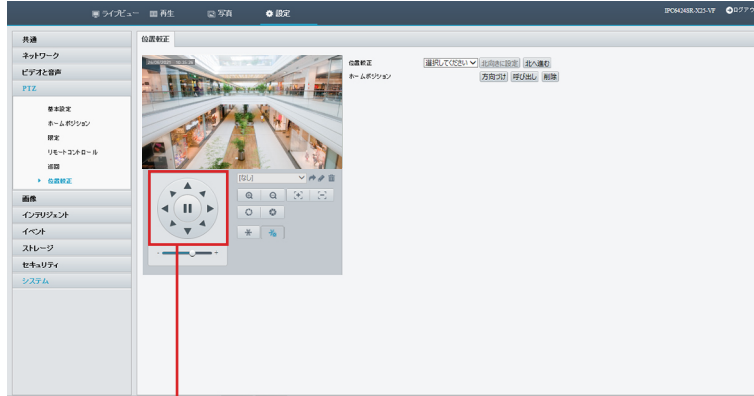 ライブビュー 再生 写真 設定 IPC6424SR-X25-VF ログアウ
共通
ネットワーク
ビデオと音声
PTZ
基本設定
ホームポジション
限定
リモートコントロール
巡回
位置較正
画像
インテリジェント
イベント
ストレージ
セキュリティ
システム
位置較正
位置較正 選択してください 北向きに設定 北へ進む
ホームポジション 方向づけ 呼び出し 削除
[なし]
- +